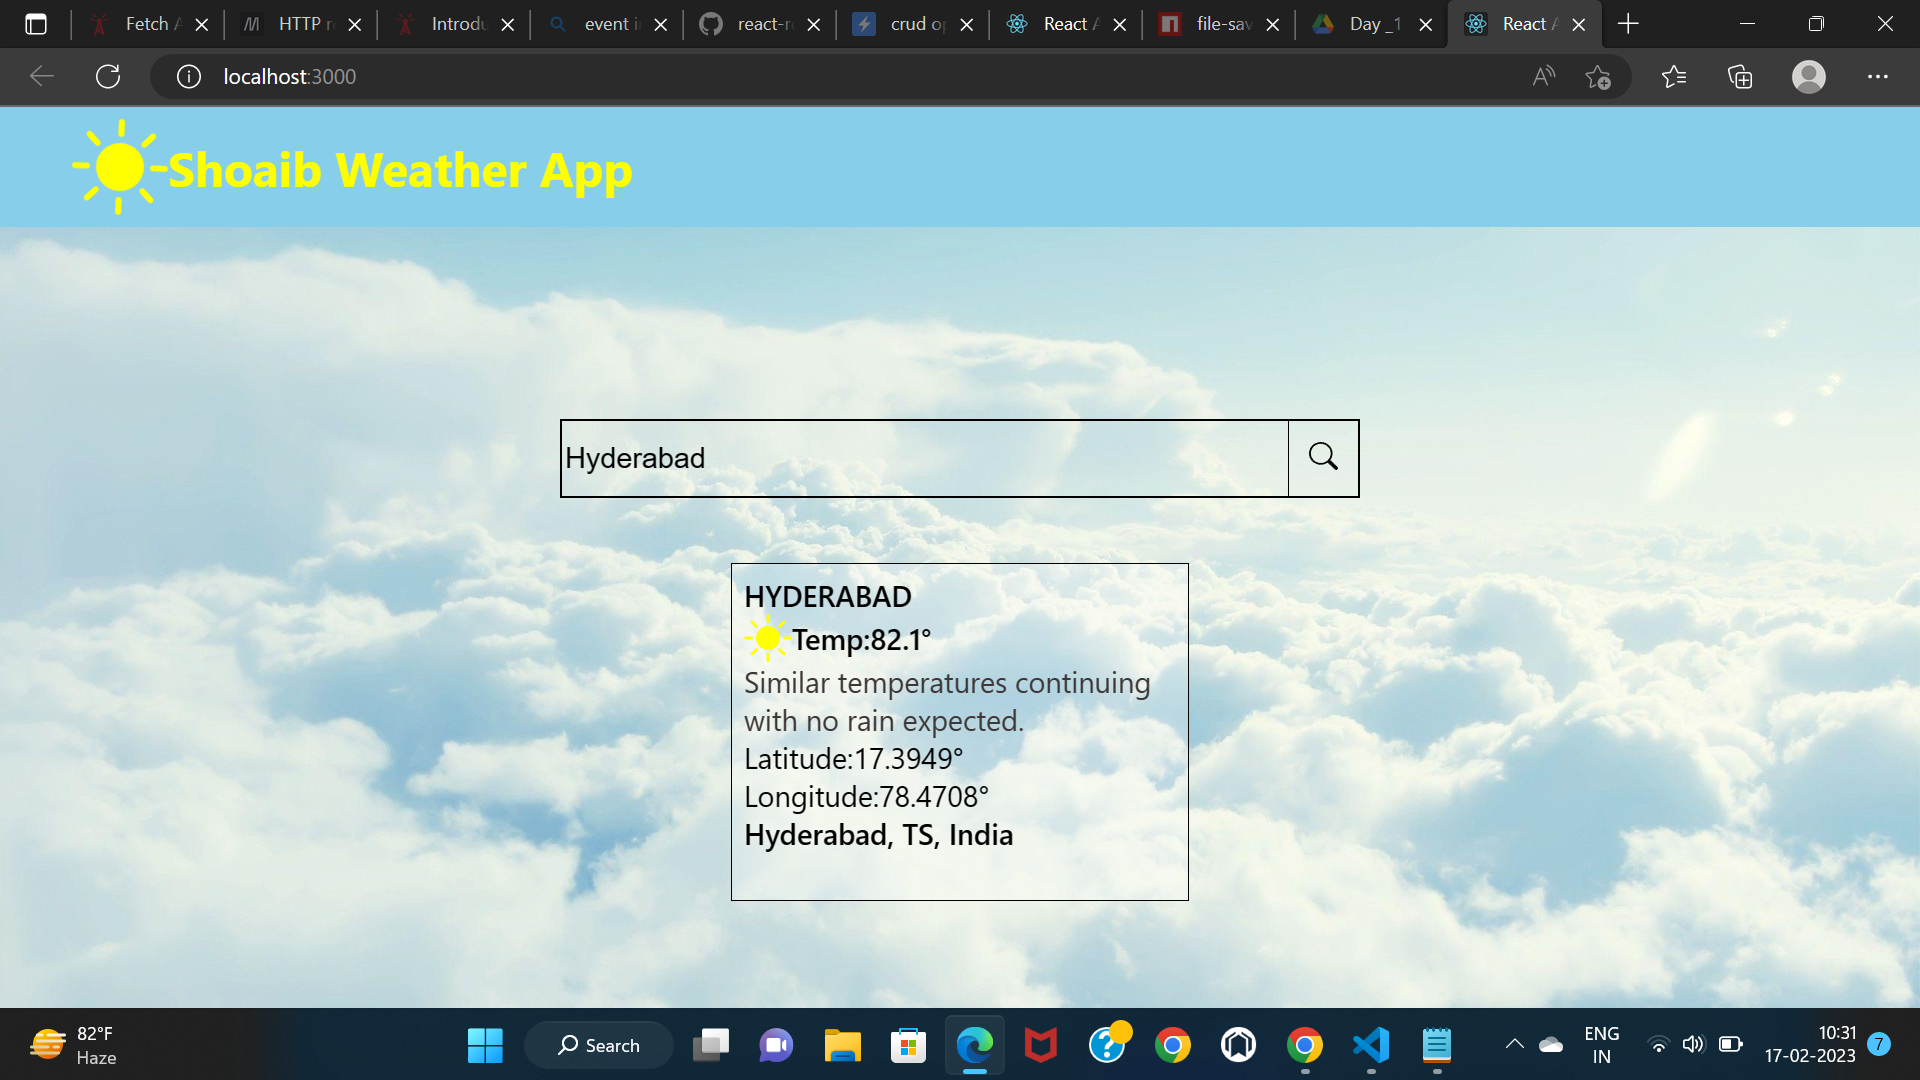 Fetch A
HTTP r
Introdu
event i
react-r
crud o
React A
file-sav
Day _1
React A
localhost:3000
Shoaib Weather App
Hyderabad
HYDERABAD
Temp:82.1°
Similar temperatures continuing
with no rain expected.
Latitude:17.3949°
Longitude:78.4708°
Hyderabad, TS, India
82°F
Haze
Search
ENG
IN
10:31
17-02-2023
7